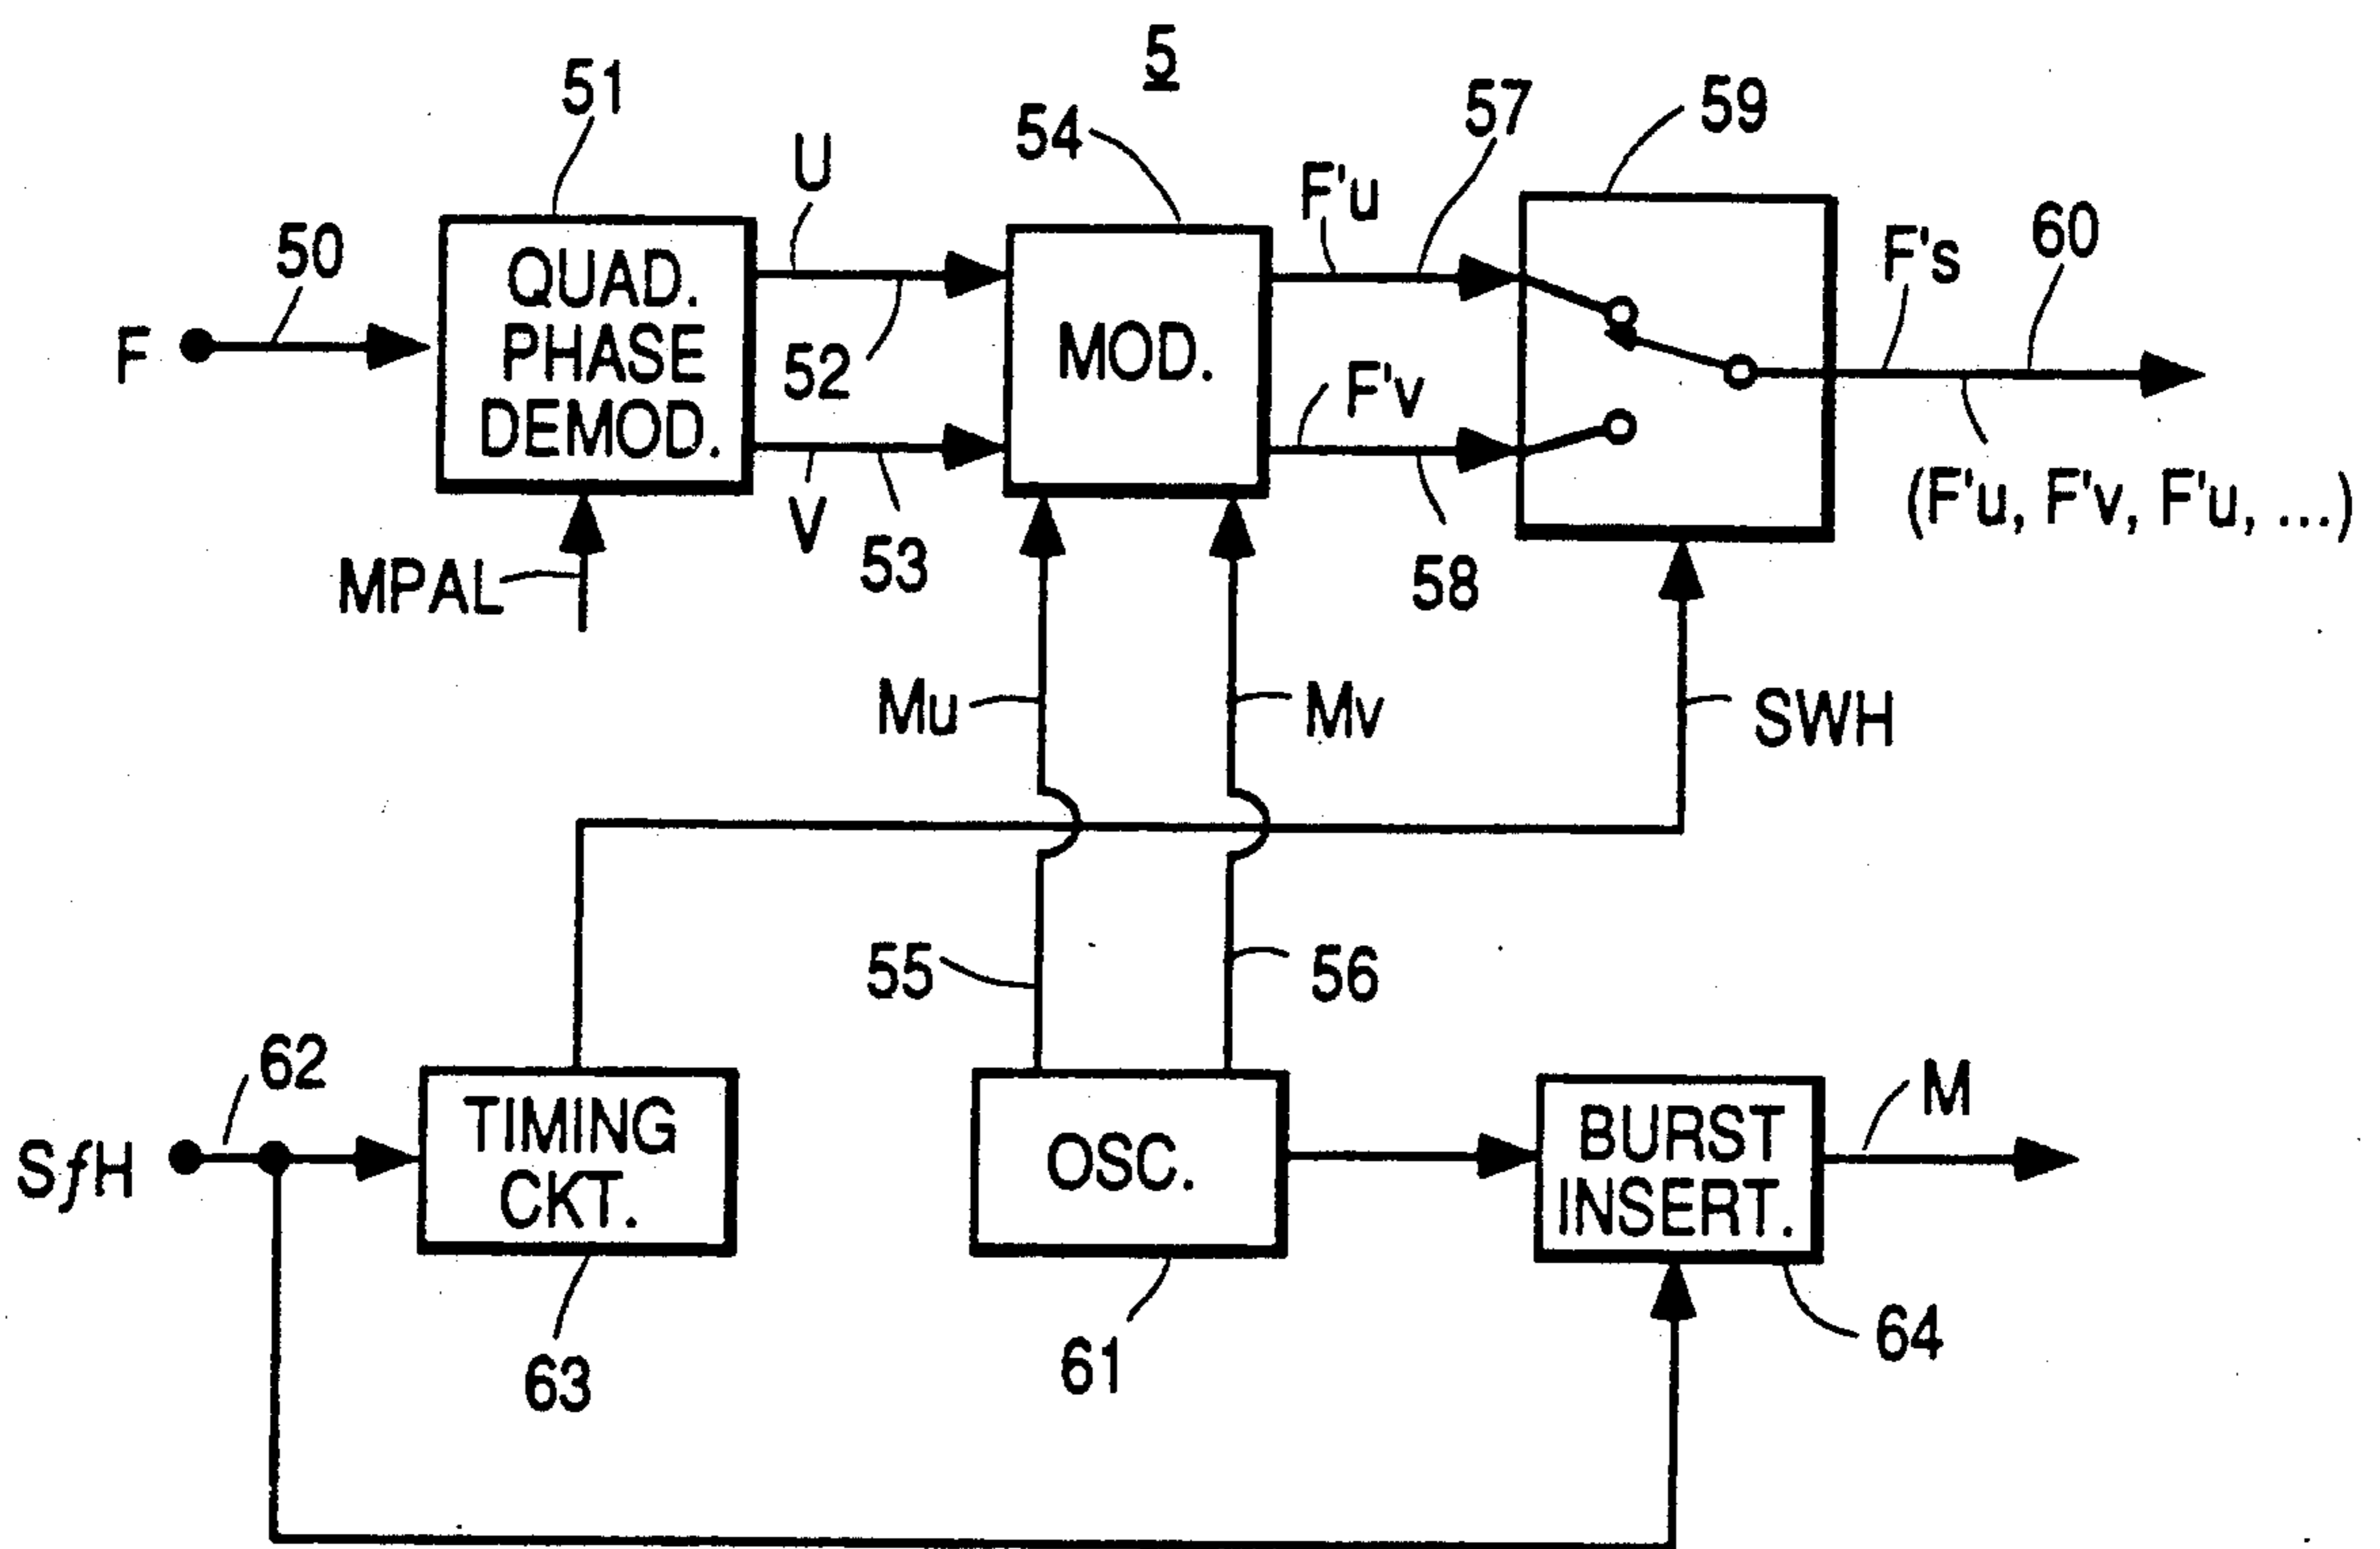 5
51
54
57
59
50
U
F'u
F's
60
F
QUAD.
PHASE
DEMOD.
52
MOD.
F'v
V
53
58
(F'u, F'v, F'u, ...)
MPAL
Mu
Mv
SWH
55
56
62
SfH
TIMING
CKT.
OSC.
BURST
INSERT.
M
63
61
64